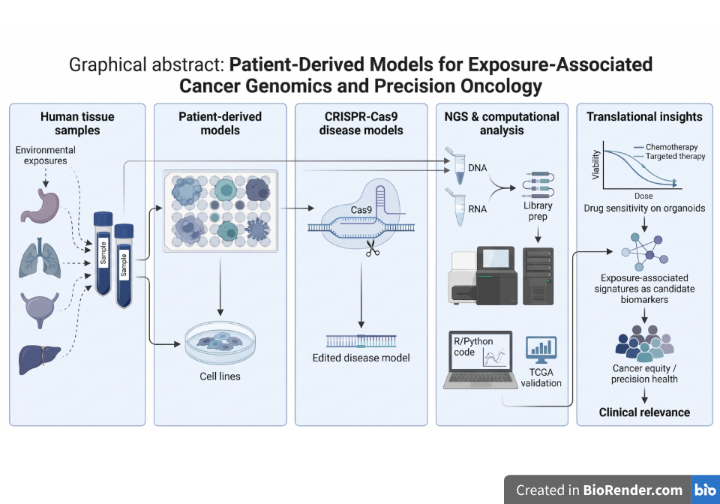 Graphical abstract: Patient-Derived Models for Exposure-Associated
Cancer Genomics and Precision Oncology
Human tissue
samples
Environmental
exposures
Sample
Sample
Patient-derived
models
Cell lines
CRISPR-Cas9
disease models
Cas9
Edited disease model
NGS & computational
analysis
DNA
RNA
Library
prep
R/Python
code
TCGA
validation
Translational insights
Viability
Chemotherapy
Targeted therapy
Dose
Drug sensitivity on organoids
Exposure-associated
signatures as candidate
biomarkers
Cancer equity /
precision health
Clinical relevance
Created in BioRender.com bio